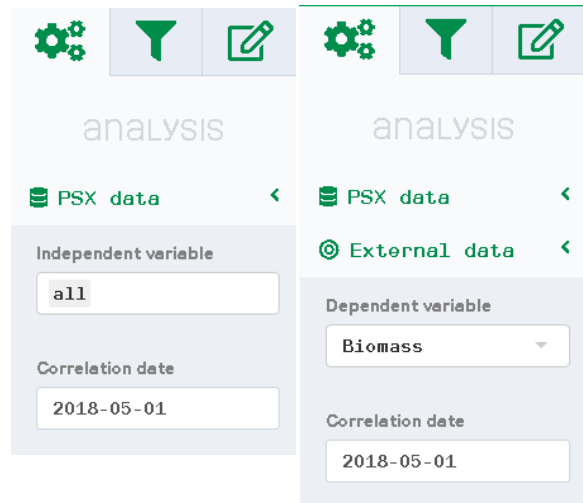 analysis
PSX data
Independent variable
all
Correlation date
2018-05-01
analysis
PSX data
External data
Dependent variable
Biomass
Correlation date
2018-05-01